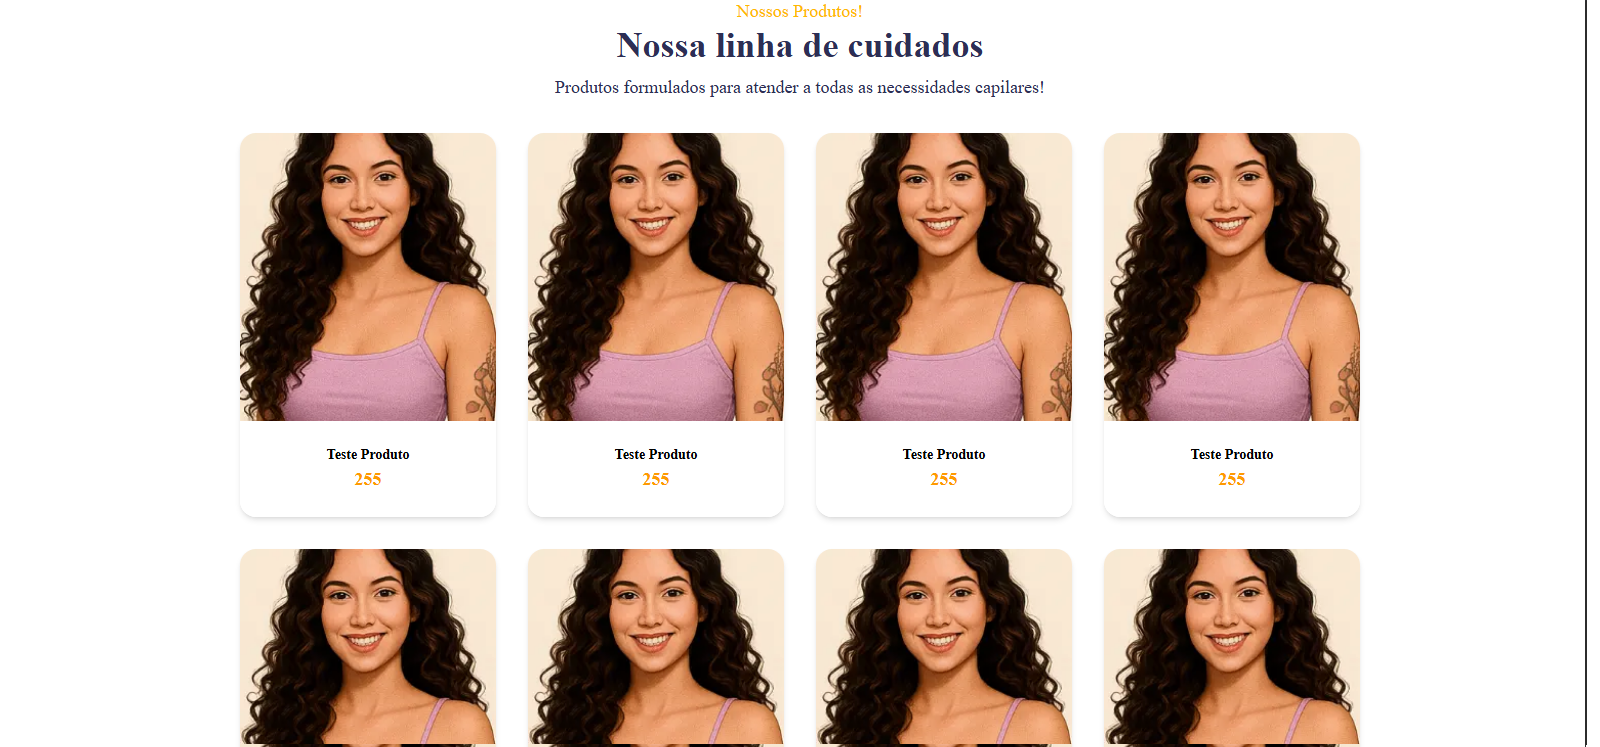 Nossos Produtos!
Nossa linha de cuidados
Produtos formulados para atender a todas as necessidades capilares!
Teste Produto
255
Teste Produto
255
Teste Produto
255
Teste Produto
255